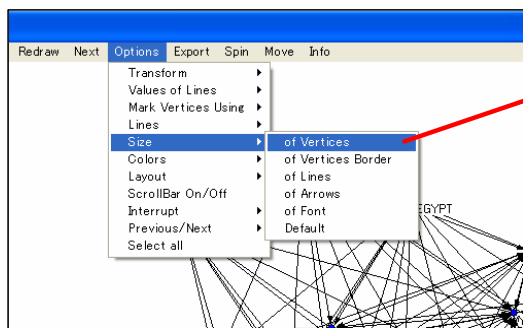 Redraw Next Options Export Spin Move Info
Transform
Values of Lines
Mark Vertices Using
Lines
Size
Colors
Layout
ScrollBar On/Off
Interrupt
Previous/Next
Select all
of Vertices
of Vertices Border
of Lines
of Arrows
of Font
Default
EGYPT